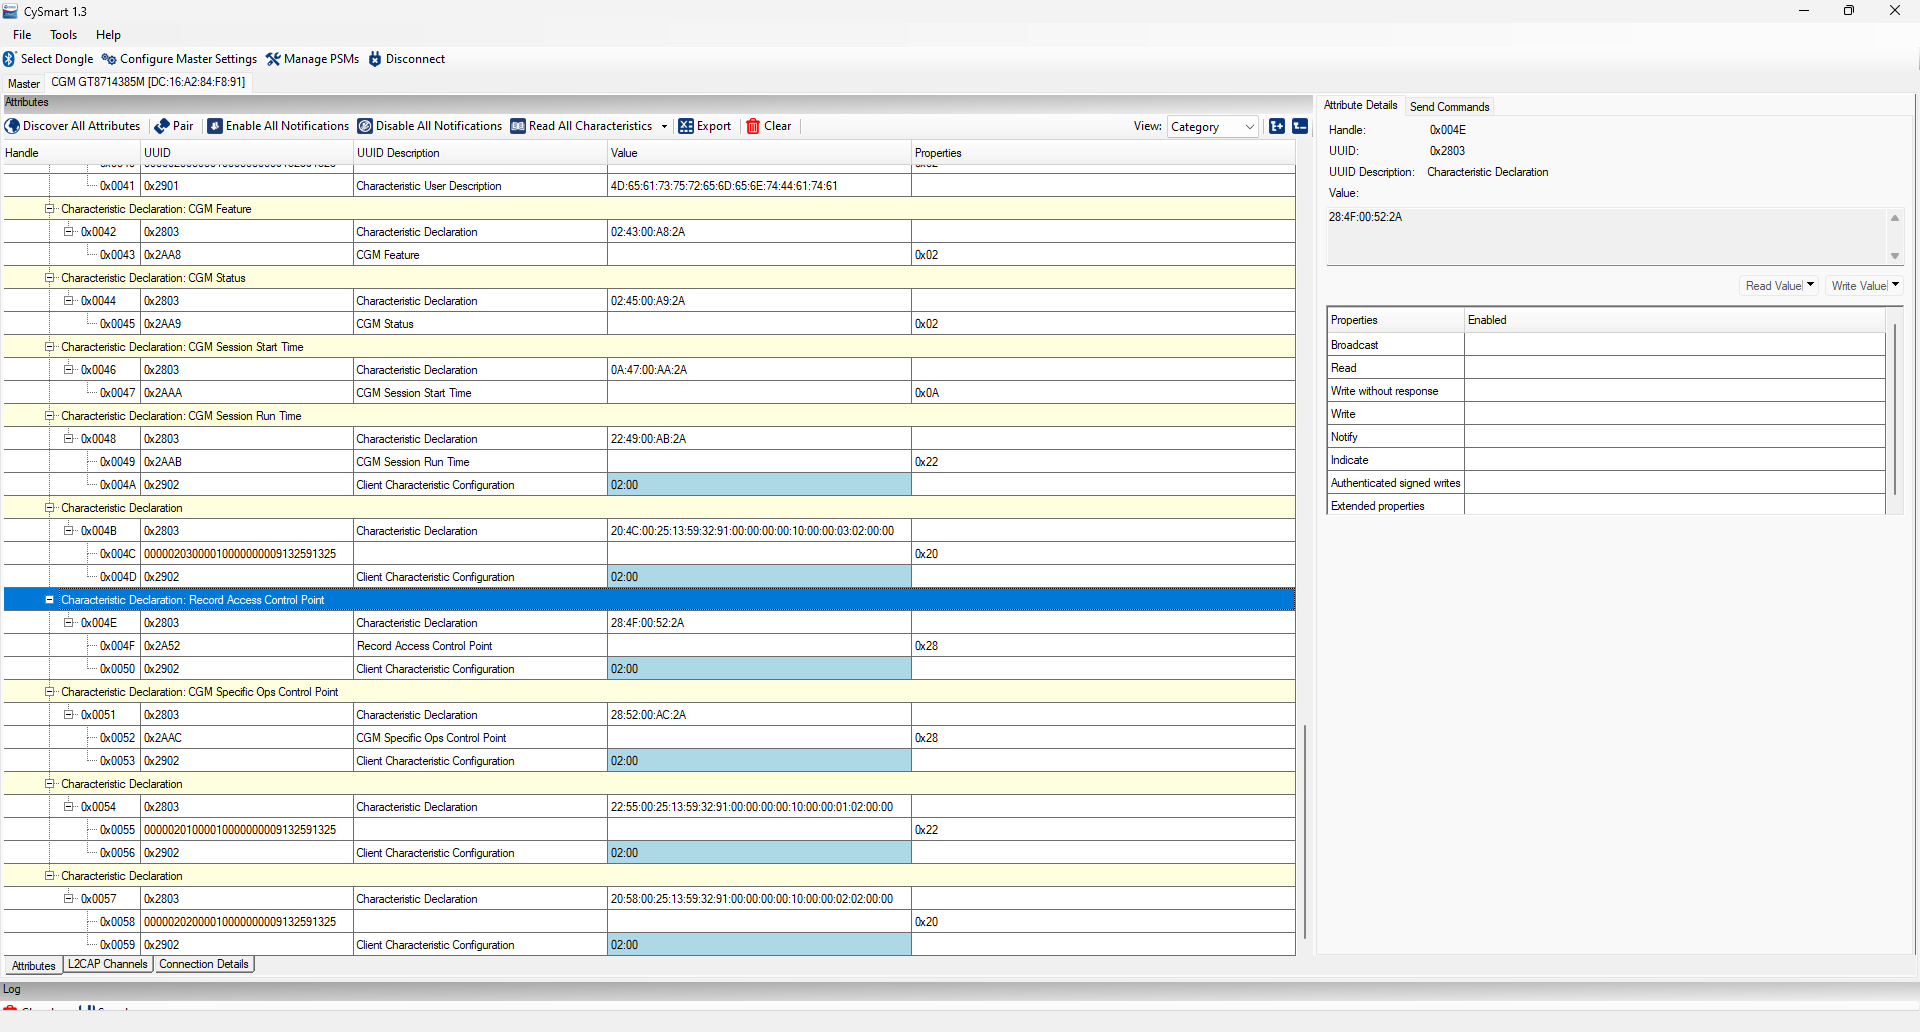 CySmart 1.3
File Tools Help
Select Dongle Configure Master Settings Manage PSMs Disconnect
Master CGM GT8714385M [DC:16:A2:84:F8:91]
Attributes
Discover All Attributes Pair Enable All Notifications Disable All Notifications Read All Characteristics Export Clear View: Category
Handle UUID UUID Description Value Properties
0x0041 0x2901 Characteristic User Description 4D:65:61:73:75:72:65:6D:65:6E:74:44:61:74:61
Characteristic Declaration: CGM Feature
0x0042 0x2803 Characteristic Declaration 02:43:00:A8:2A
0x0043 0x2AA8 CGM Feature 0x02
Characteristic Declaration: CGM Status
0x0044 0x2803 Characteristic Declaration 02:45:00:A9:2A
0x0045 0x2AA9 CGM Status 0x02
Characteristic Declaration: CGM Session Start Time
0x0046 0x2803 Characteristic Declaration 0A:47:00:AA:2A
0x0047 0x2AAA CGM Session Start Time 0x0A
Characteristic Declaration: CGM Session Run Time
0x0048 0x2803 Characteristic Declaration 22:49:00:AB:2A
0x0049 0x2AAB CGM Session Run Time 0x22
0x004A 0x2902 Client Characteristic Configuration 02:00
Characteristic Declaration
0x004B 0x2803 Characteristic Declaration 20:4C:00:25:13:59:32:91:00:00:00:00:10:00:00:03:02:00:00
0x004C 00000203000010000000009132591325 0x20
0x004D 0x2902 Client Characteristic Configuration 02:00
Characteristic Declaration: Record Access Control Point
0x004E 0x2803 Characteristic Declaration 28:4F:00:52:2A
0x004F 0x2A52 Record Access Control Point 0x28
0x0050 0x2902 Client Characteristic Configuration 02:00
Characteristic Declaration: CGM Specific Ops Control Point
0x0051 0x2803 Characteristic Declaration 28:52:00:AC:2A
0x0052 0x2AAC CGM Specific Ops Control Point 0x28
0x0053 0x2902 Client Characteristic Configuration 02:00
Characteristic Declaration
0x0054 0x2803 Characteristic Declaration 22:55:00:25:13:59:32:91:00:00:00:00:10:00:00:01:02:00:00
0x0055 00000201000010000000009132591325 0x22
0x0056 0x2902 Client Characteristic Configuration 02:00
Characteristic Declaration
0x0057 0x2803 Characteristic Declaration 20:58:00:25:13:59:32:91:00:00:00:00:10:00:00:02:02:00:00
0x0058 00000202000010000000009132591325 0x20
0x0059 0x2902 Client Characteristic Configuration 02:00
Attributes L2CAP Channels Connection Details
Log
Attribute Details Send Commands
Handle: 0x004E
UUID: 0x2803
UUID Description: Characteristic Declaration
Value:
28:4F:00:52:2A
Read Value Write Value
Properties Enabled
Broadcast
Read
Write without response
Write
Notify
Indicate
Authenticated signed writes
Extended properties